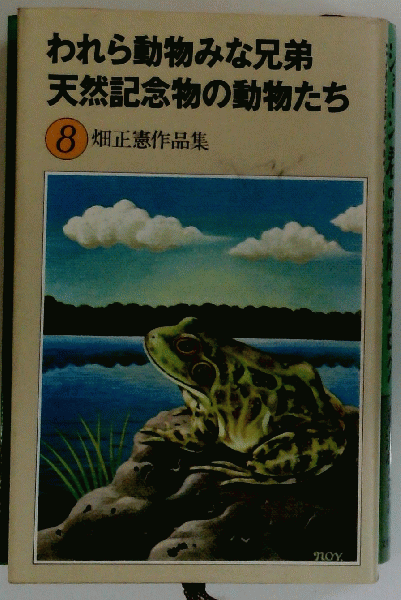 われら動物みな兄弟
天然記念物の動物たち
8 畑正憲作品集
noy.